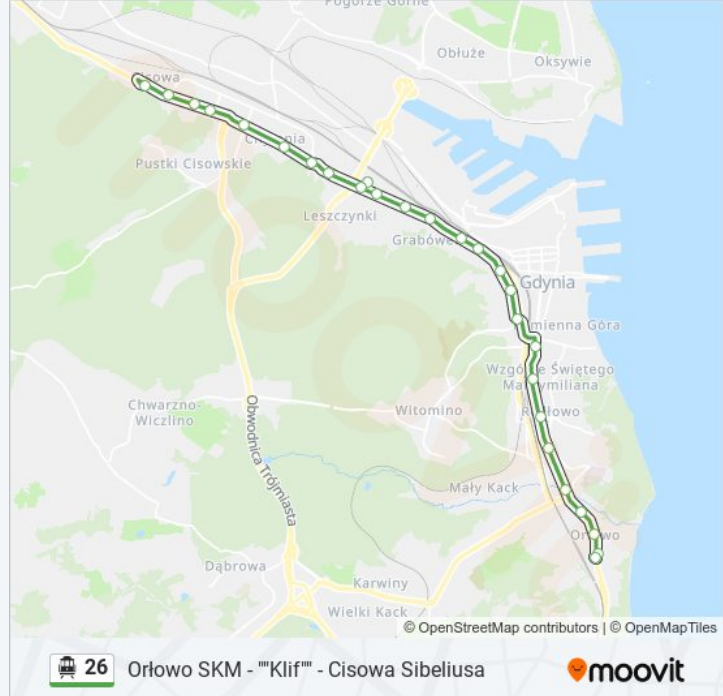 Pogórze Górne
Obłuże
Oksywie
Cisowa
Chylonia
Pustki Cisowskie
Leszczynki
Grabówek
Gdynia
Kamienna Góra
Wzgórze Świętego
Maksymiliana
Redłowo
Chwarzno-
Wiczlino
Witomino
Obwodnica Trójmiasta
Mały Kack
Orłowo
Dąbrowa
Karwiny
Wielki Kack
© OpenStreetMap contributors | © OpenMapTiles
26 Orłowo SKM - ""Klif"" - Cisowa Sibeliusa
moovit